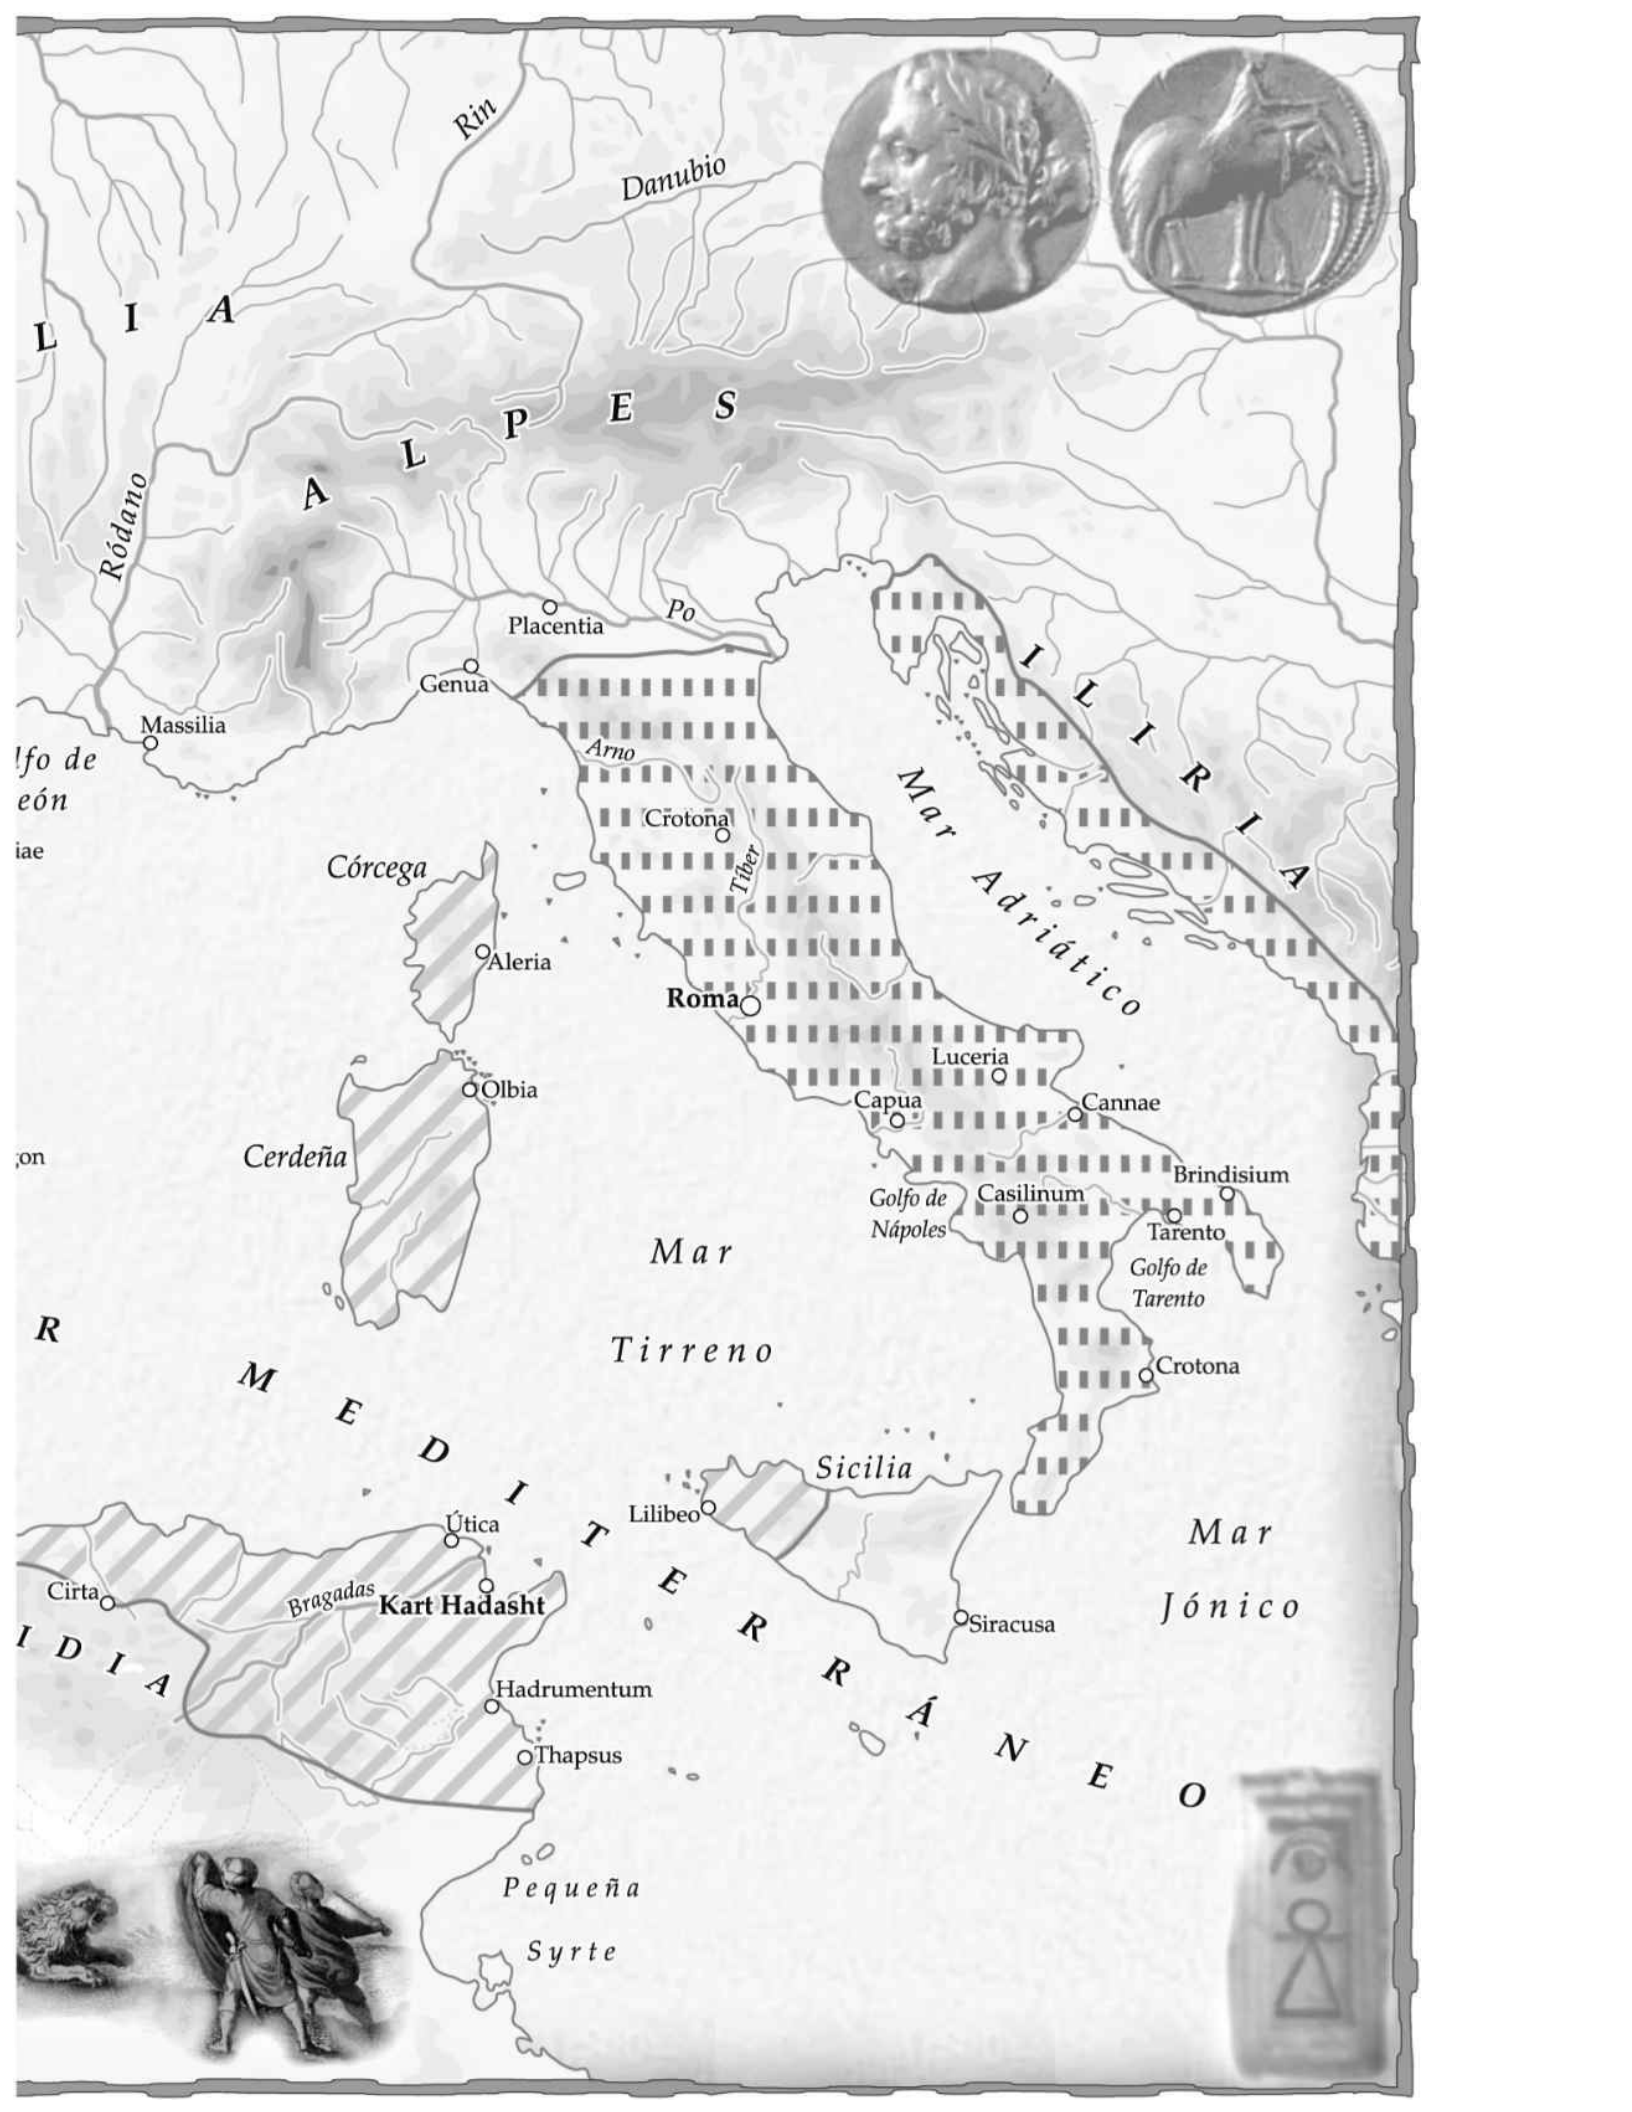 Rin
Danubio
L I A
A L P E S
Ródano
Placentia
Po
Genua
Massilia
lfo de
eón
iae
Arno
Crotona
Tíber
Córcega
Aleria
Mar Adriático
I L I R I A
Roma
Luceria
Capua
Cannae
Olbia
Cerdeña
gon
Golfo de
Nápoles
Casilinum
Brindisium
Tarento
Golfo de
Tarento
Mar
Tirreno
Crotona
R M E D I T E R R Á N E O
Sicilia
Lilibeo
Útica
Cirta
Bragadas
Kart Hadasht
I D I A
Siracusa
Mar
Jónico
Hadrumentum
Thapsus
Pequeña
Syrte